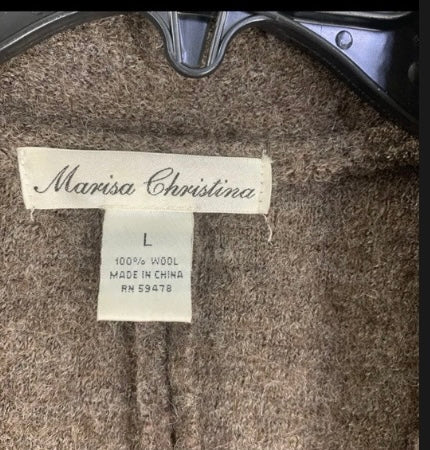 Marisa Christina
L
100% WOOL
MADE IN CHINA
RN 59478